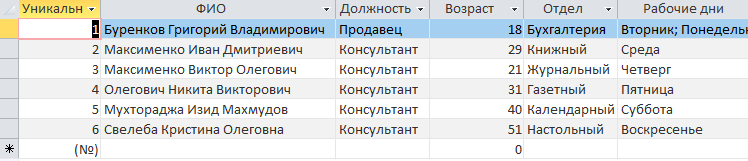 Уникальн ФИО Должность Возраст Отдел Рабочие дни
1 Буренков Григорий Владимирович Продавец 18 Бухгалтерия Вторник; Понедельн
2 Максименко Иван Дмитриевич Консультант 29 Книжный Среда
3 Максименко Виктор Олегович Консультант 21 Журнальный Четверг
4 Олегович Никита Викторович Консультант 31 Газетный Пятница
5 Мухтораджа Изид Махмудов Консультант 40 Календарный Суббота
6 Свелеба Кристина Олеговна Консультант 51 Настольный Воскресенье
(№) 0